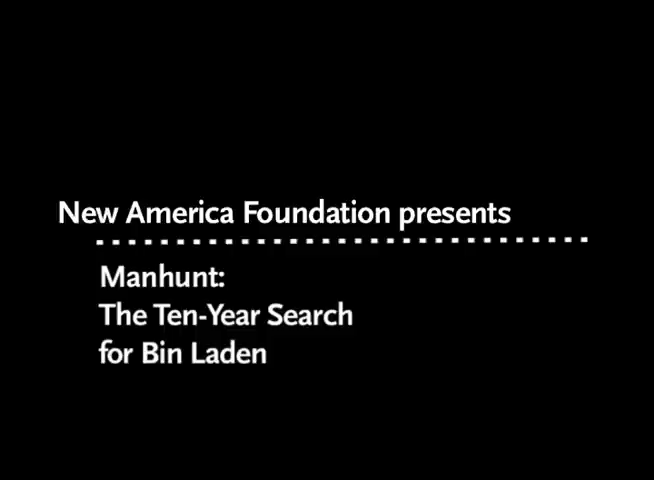 New America Foundation presents
Manhunt:
The Ten-Year Search
for Bin Laden